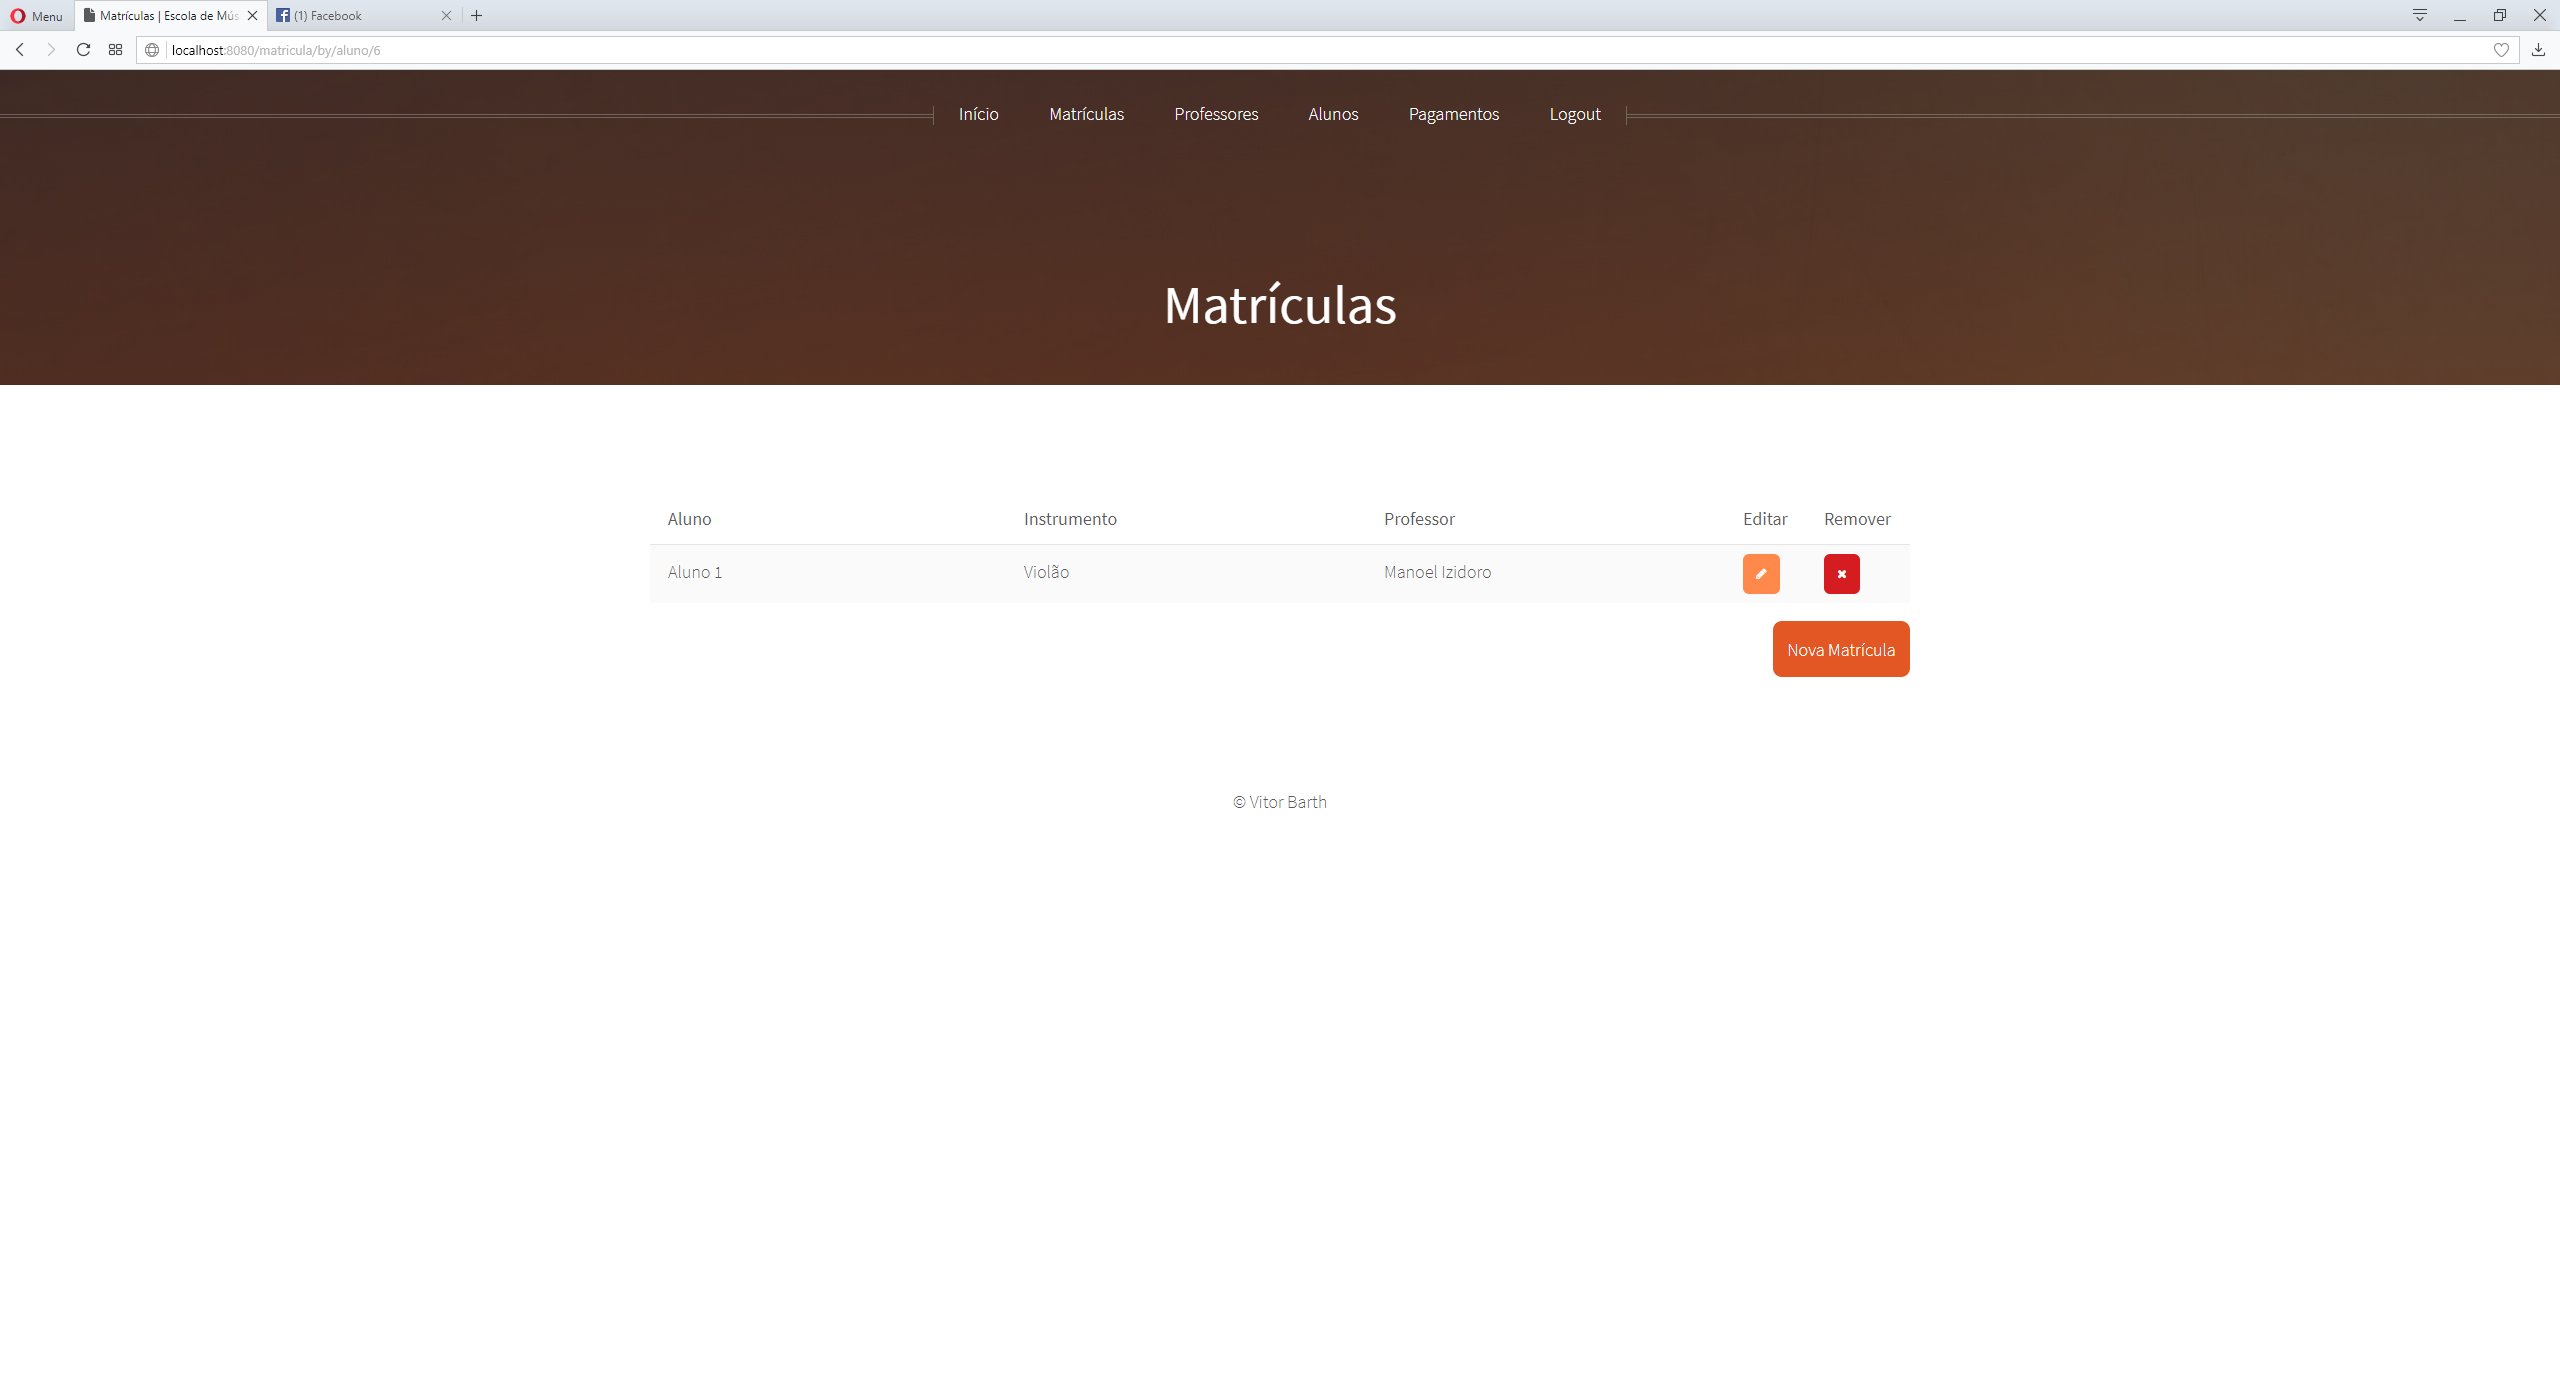 Menu
Matrículas | Escola de Mús
(1) Facebook
localhost:8080/matricula/by/aluno/6
Início Matrículas Professores Alunos Pagamentos Logout
Matrículas
Aluno Instrumento Professor Editar Remover
Aluno 1 Violão Manoel Izidoro
Nova Matrícula
© Vitor Barth